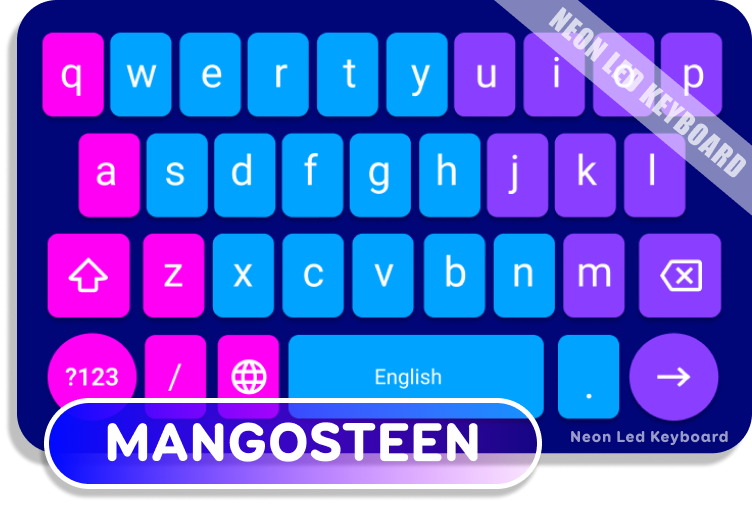 q w e r t y u i o p
NEON LED KEYBOARD
a s d f g h j k l
z x c v b n m
?123 / English . →
MANGOSTEEN
Neon Led Keyboard